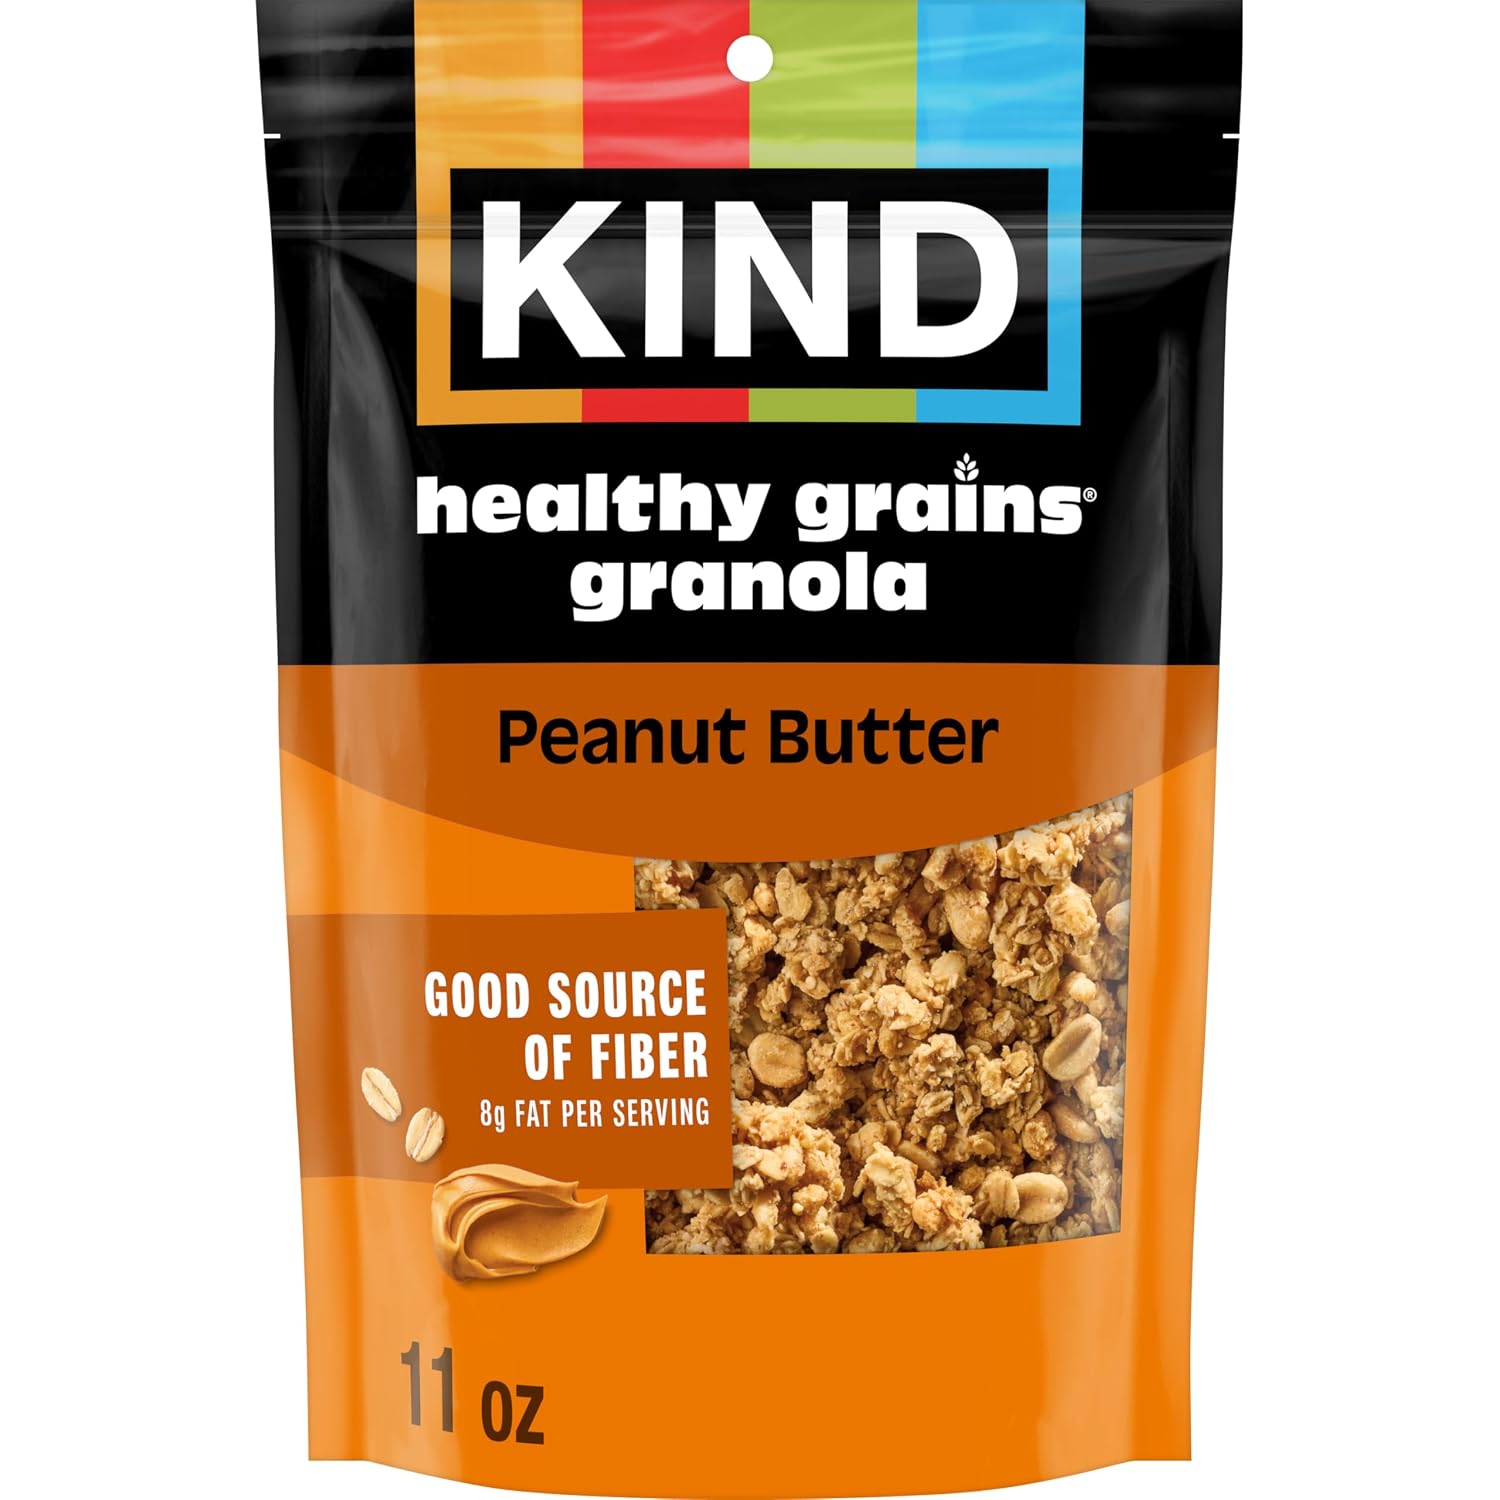 KIND
healthy grains®
granola
Peanut Butter
GOOD SOURCE
OF FIBER
8g FAT PER SERVING
11 OZ